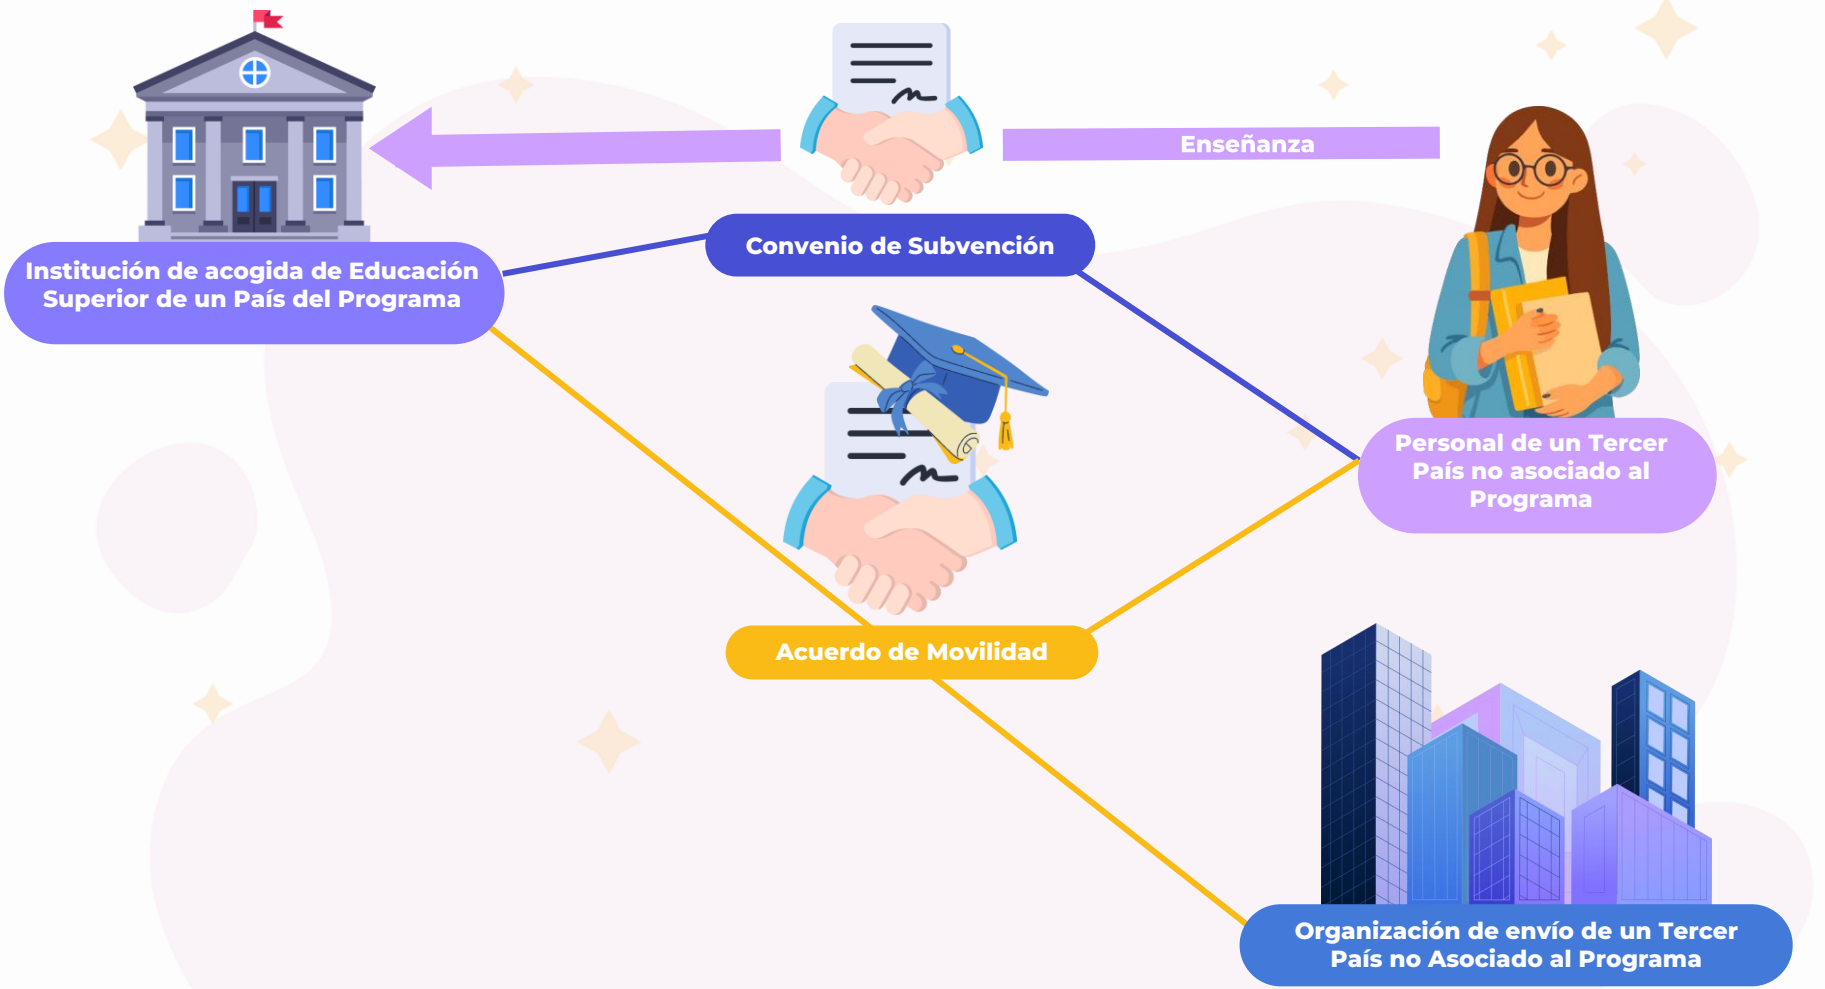 Enseñanza
Convenio de Subvención
Institución de acogida de Educación
Superior de un País del Programa
Personal de un Tercer
País no asociado al
Programa
Acuerdo de Movilidad
Organización de envío de un Tercer
País no Asociado al Programa